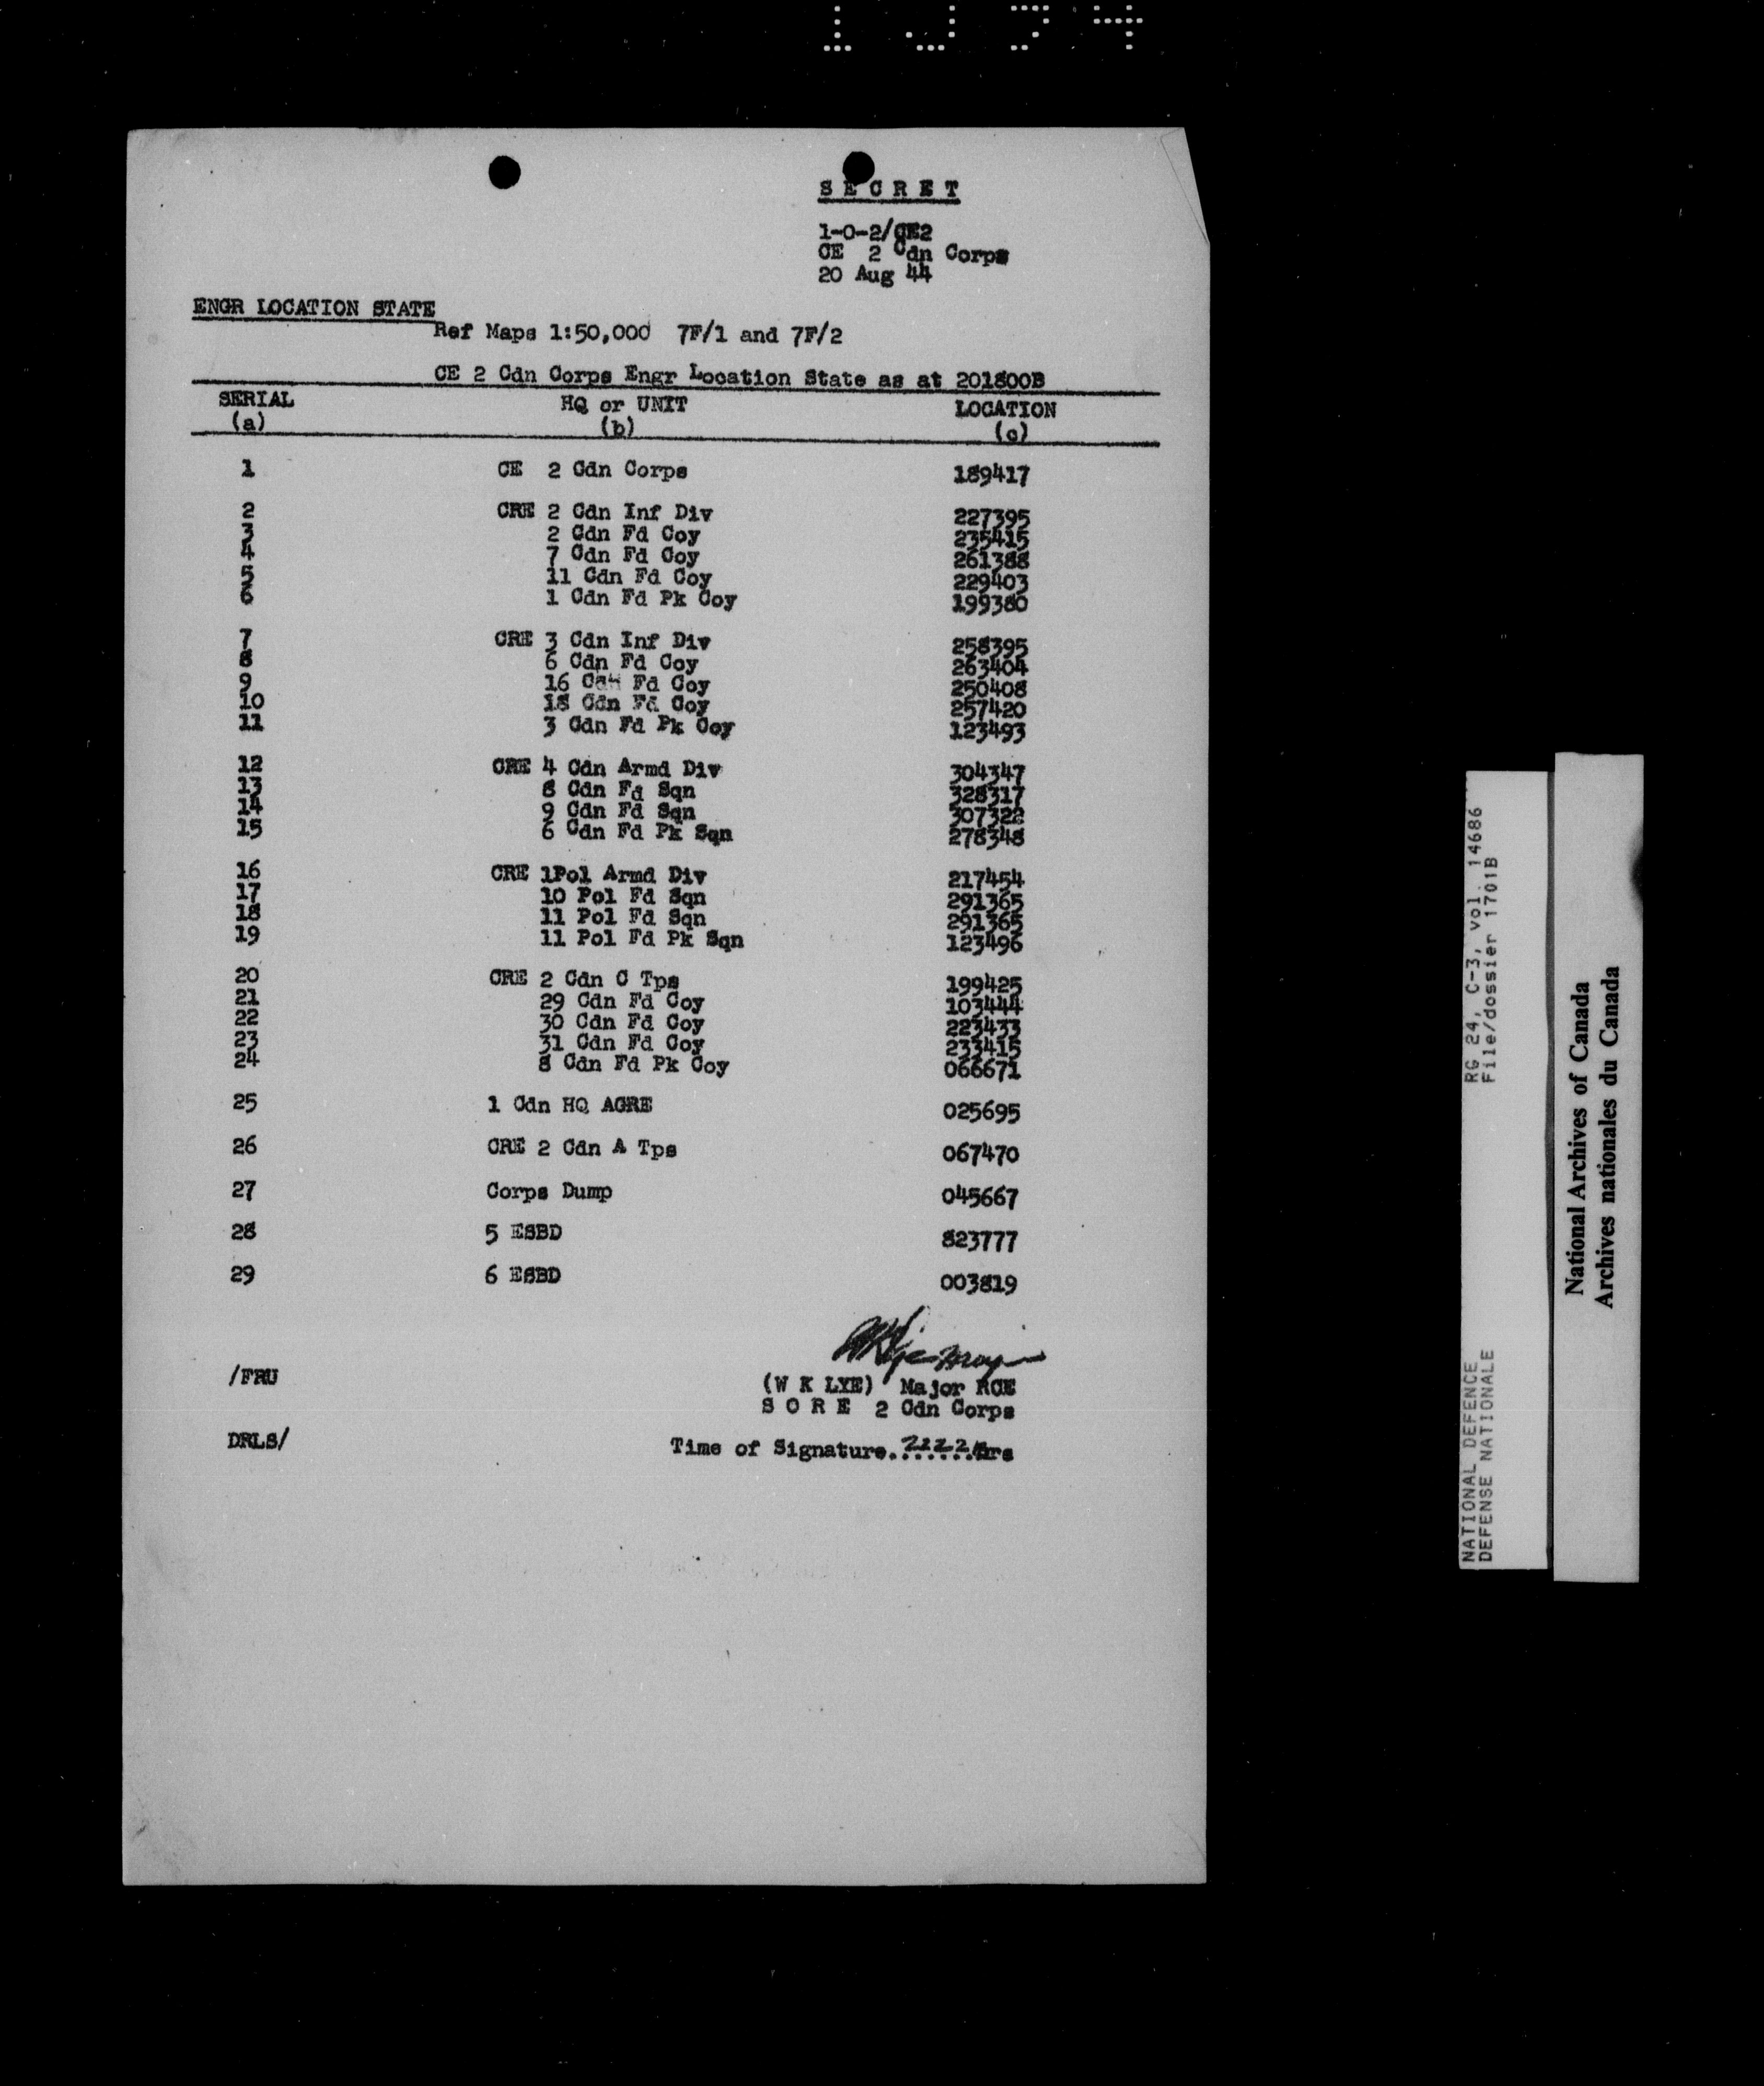 SECRET
1-0-2/CE2
CE 2 Cdn Corps
20 Aug 44
ENGR LOCATION STATE
Ref Maps 1:50,000 7F/1 and 7F/2
CE 2 Cdn Corps Engr Location State as at 201800B
SERIAL HQ or UNIT LOCATION
(a) (b) (c)
1 CE 2 Cdn Corps 189417
2 CRE 2 Cdn Inf Div 227395
3 2 Cdn Fd Coy 235415
4 7 Cdn Fd Coy 261388
5 11 Cdn Fd Coy 229403
6 1 Cdn Fd Pk Coy 199380
7 CRE 3 Cdn Inf Div 258395
8 6 Cdn Fd Coy 263404
9 16 Cdn Fd Coy 250408
10 18 Cdn Fd Coy 257420
11 3 Cdn Fd Pk Coy 123493
12 CRE 4 Cdn Armd Div 304347
13 8 Cdn Fd Sqn 328317
14 9 Cdn Fd Sqn 307322
15 6 Cdn Fd Pk Sqn 278348
16 CRE 1Pol Armd Div 217454
17 10 Pol Fd Sqn 291365
18 11 Pol Fd Sqn 291365
19 11 Pol Fd Pk Sqn 123496
20 CRE 2 Cdn C Tps 199425
21 29 Cdn Fd Coy 103444
22 30 Cdn Fd Coy 223433
23 31 Cdn Fd Coy 233415
24 8 Cdn Fd Pk Coy 066671
25 1 Cdn HQ AGRE 025695
26 CRE 2 Cdn A Tps 067470
27 Corps Dump 045667
28 5 ESBD 823777
29 6 ESBD 003819
/FRU
(W K LYE) Major RCE
S O R E 2 Cdn Corps
DRLS/
Time of Signature.......hrs
NATIONAL DEFENCE RG 24, C-3, vol. 14686
DEFENSE NATIONALE File/dossier 1701B
National Archives of Canada
Archives nationales du Canada